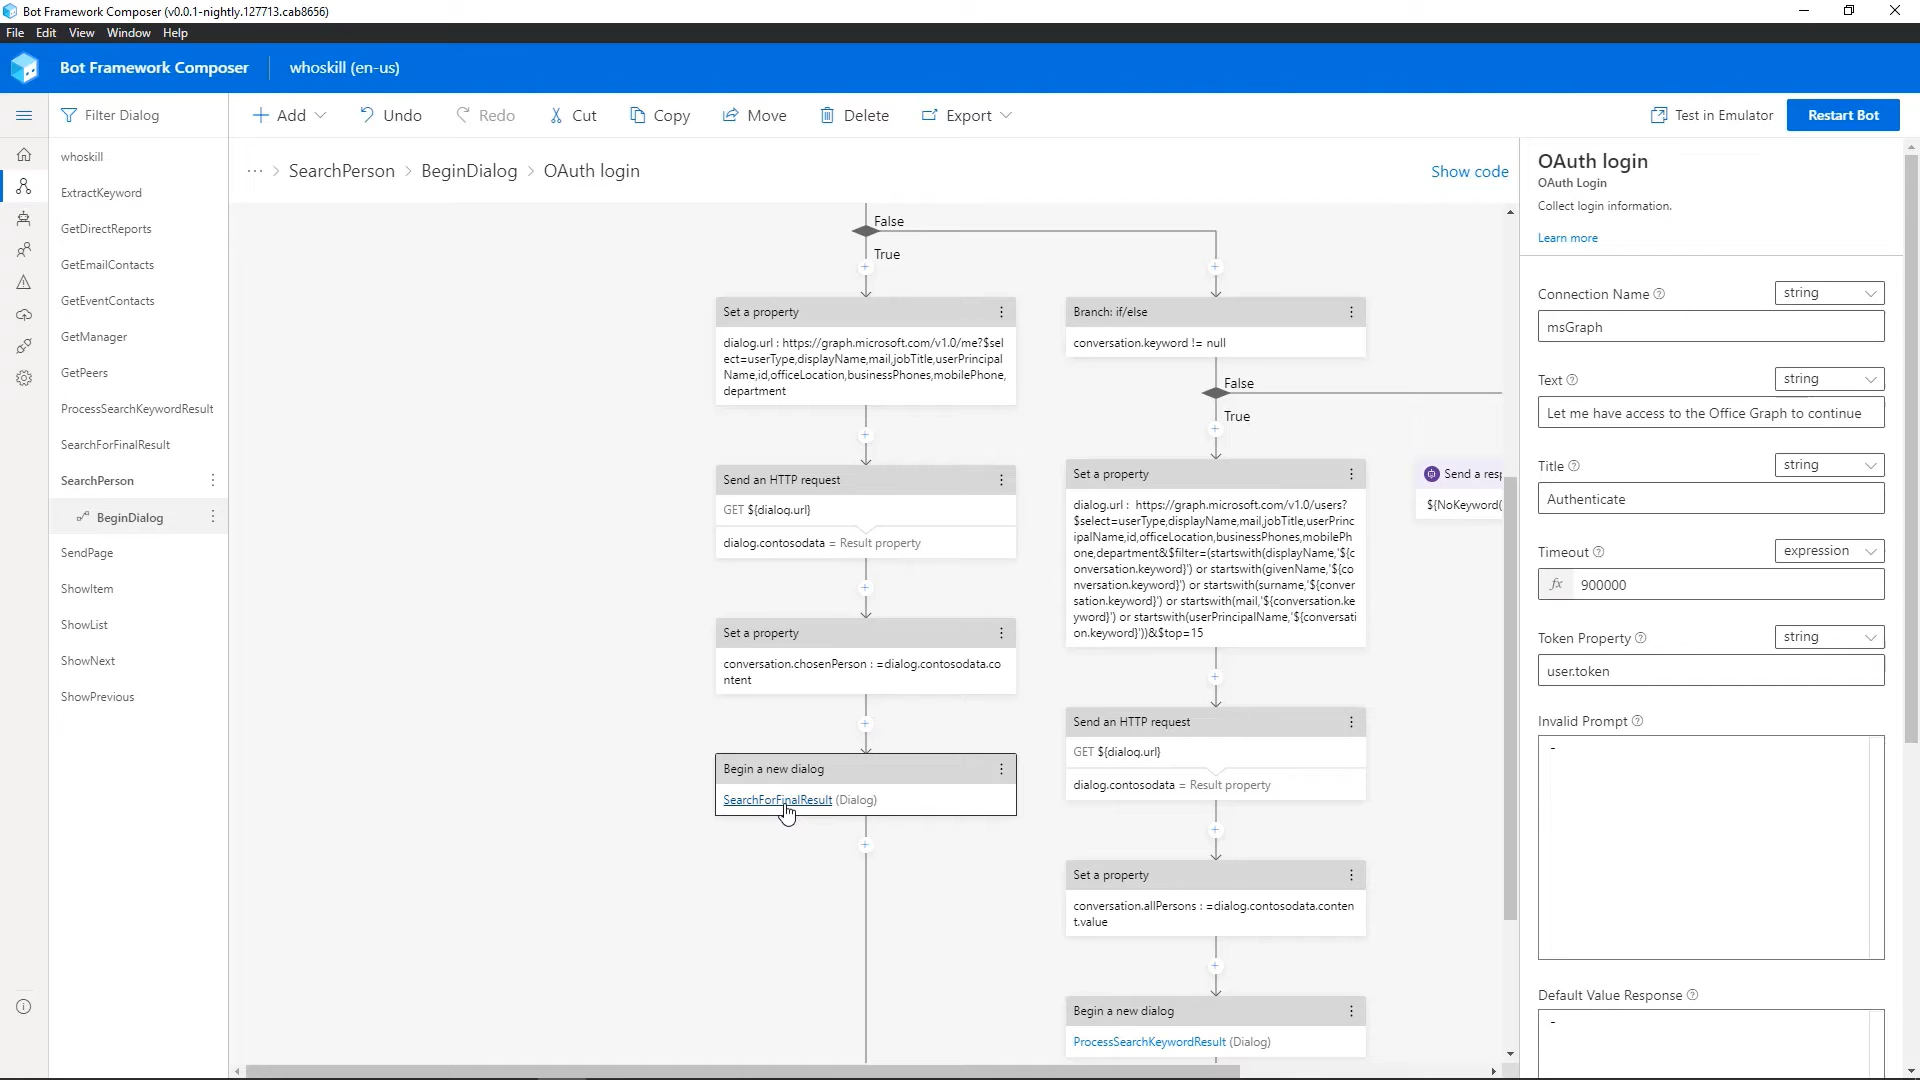 Bot Framework Composer (v0.0.1-nightly.127713.cab8656)
File Edit View Window Help
Bot Framework Composer whoskill (en-us)
Filter Dialog
Add Undo Redo Cut Copy Move Delete Export
Test in Emulator Restart Bot
whoskill
ExtractKeyword
GetDirectReports
GetEmailContacts
GetEventContacts
GetManager
GetPeers
ProcessSearchKeywordResult
SearchForFinalResult
SearchPerson
BeginDialog
SendPage
ShowItem
ShowList
ShowNext
ShowPrevious
··· > SearchPerson > BeginDialog > OAuth login
Show code
False
True
Set a property
dialog.url : https://graph.microsoft.com/v1.0/me?$sel
ect=userType,displayName,mail,jobTitle,userPrincipal
Name,id,officeLocation,businessPhones,mobilePhone,
department
Send an HTTP request
GET ${dialog.url}
dialog.contosodata = Result property
Set a property
conversation.chosenPerson : =dialog.contosodata.co
ntent
Begin a new dialog
SearchForFinalResult (Dialog)
Branch: if/else
conversation.keyword != null
False
True
Set a property
dialog.url : https://graph.microsoft.com/v1.0/users?
$select=userType,displayName,mail,jobTitle,userPrinc
ipalName,id,officeLocation,businessPhones,mobilePh
one,department&$filter=(startswith(displayName,'${c
onversation.keyword}') or startswith(givenName,'${co
nversation.keyword}') or startswith(surname,'${conver
sation.keyword}') or startswith(mail,'${conversation.ke
yword}') or startswith(userPrincipalName,'${conversati
on.keyword}'))&$top=15
Send an HTTP request
GET ${dialog.url}
dialog.contosodata = Result property
Set a property
conversation.allPersons : =dialog.contosodata.conten
t.value
Begin a new dialog
ProcessSearchKeywordResult (Dialog)
Send a resp
${NoKeyword(
OAuth login
OAuth Login
Collect login information.
Learn more
Connection Name string
msGraph
Text string
Let me have access to the Office Graph to continue
Title string
Authenticate
Timeout expression
fx 900000
Token Property string
user.token
Invalid Prompt
-
Default Value Response
-